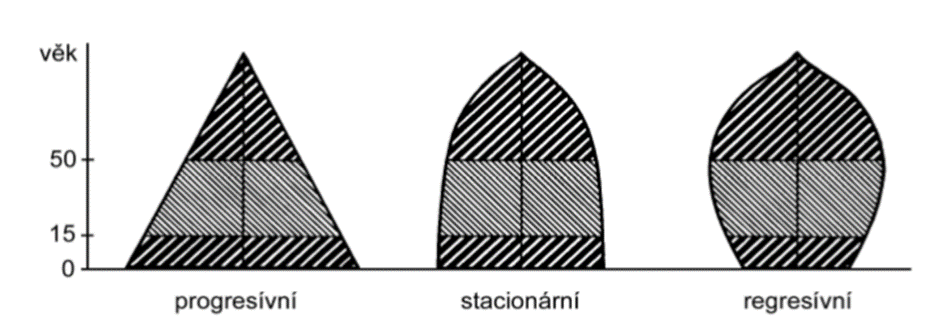 věk
50
15
0
progresívní
stacionární
regresívní